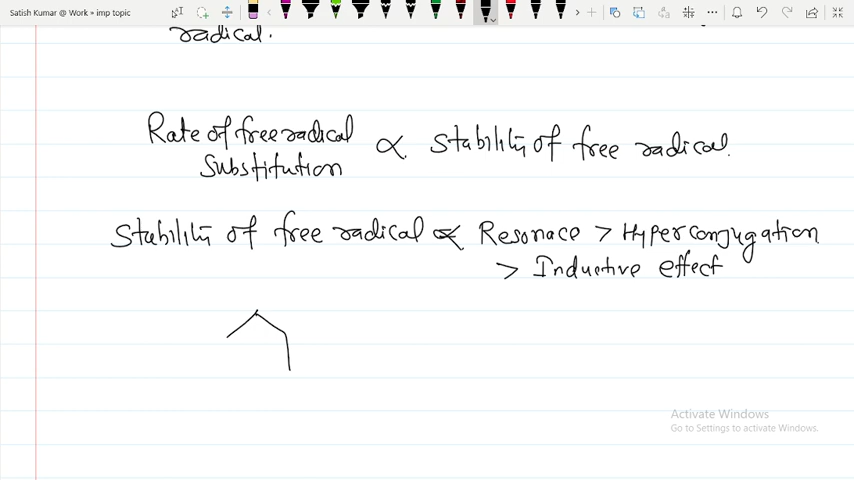 Satish Kumar @ Work » imp topic
radical.
Rate of free radical ∝ Stability of free radical.
Substitution
Stability of free radical ∝ Resonace > Hyperconjugation
> Inductive effect
Activate Windows
Go to Settings to activate Windows.